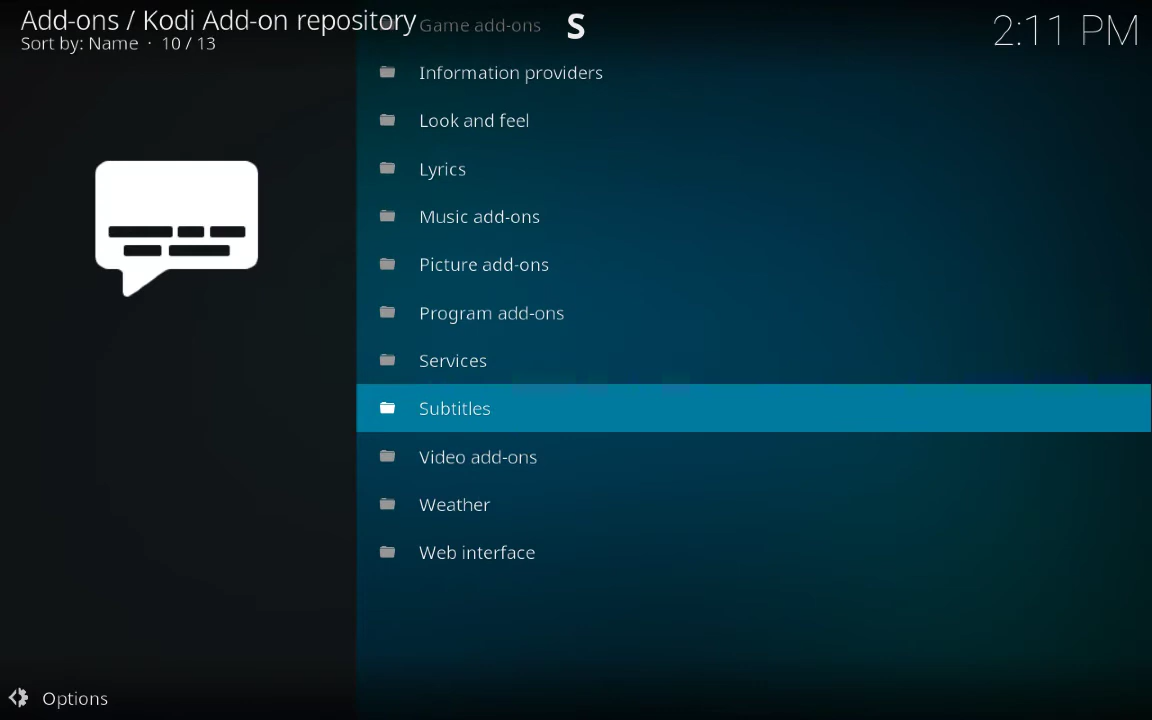 Add-ons / Kodi Add-on repository
Sort by: Name · 10 / 13
S
2:11 PM
Game add-ons
Information providers
Look and feel
Lyrics
Music add-ons
Picture add-ons
Program add-ons
Services
Subtitles
Video add-ons
Weather
Web interface
Options